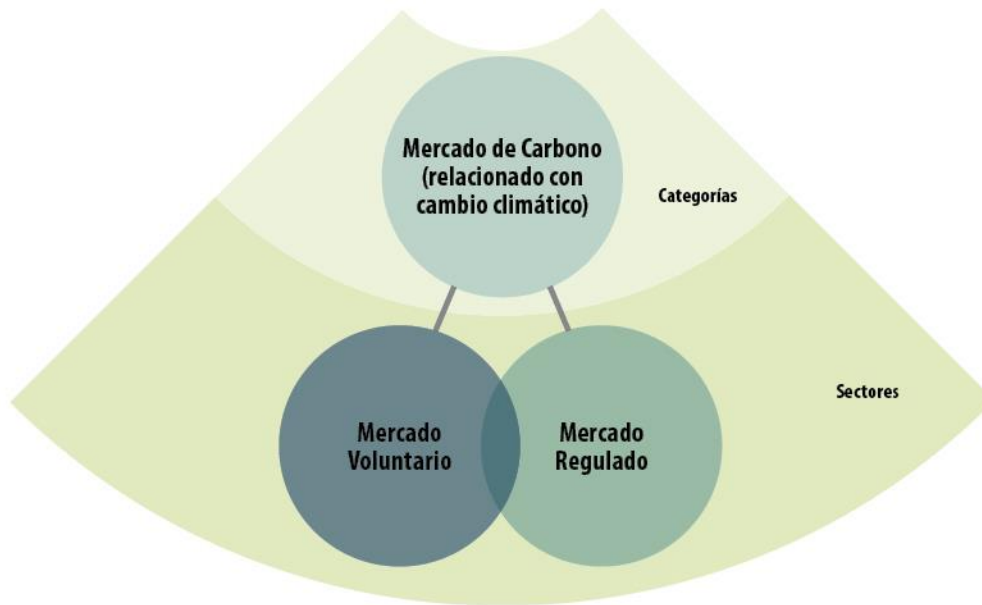 Mercado de Carbono
(relacionado con
cambio climático)
Categorías
Sectores
Mercado
Voluntario
Mercado
Regulado